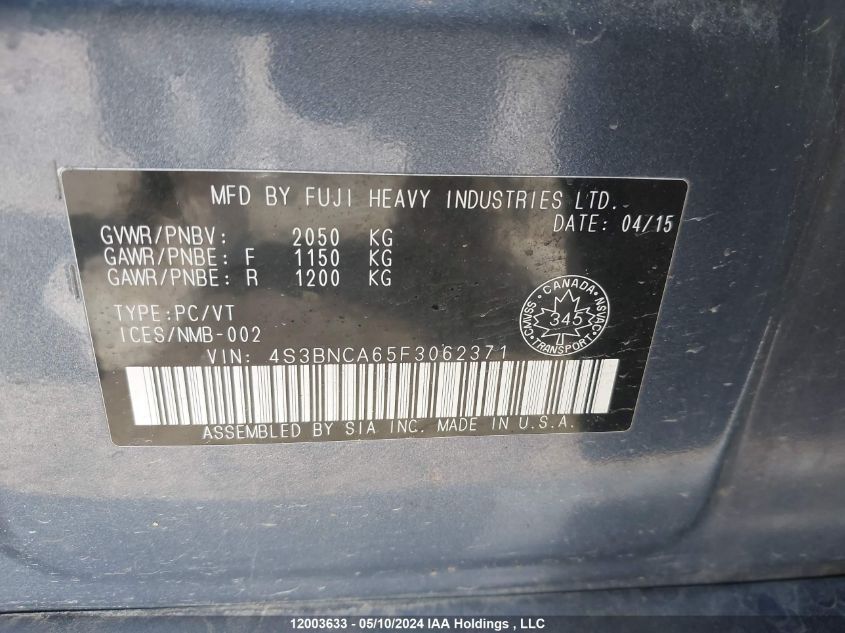 MFD BY FUJI HEAVY INDUSTRIES LTD.
DATE: 04/15
GVWR/PNBV: 2050 KG
GAWR/PNBE: F 1150 KG
GAWR/PNBE: R 1200 KG
TYPE:PC/VT
ICES/NMB-002
CANADA
CMVSS 345 NSVAC
TRANSPORT
VIN: 4S3BNCA65F3062371
ASSEMBLED BY SIA INC. MADE IN U.S.A.
12003633 - 05/10/2024 IAA Holdings , LLC